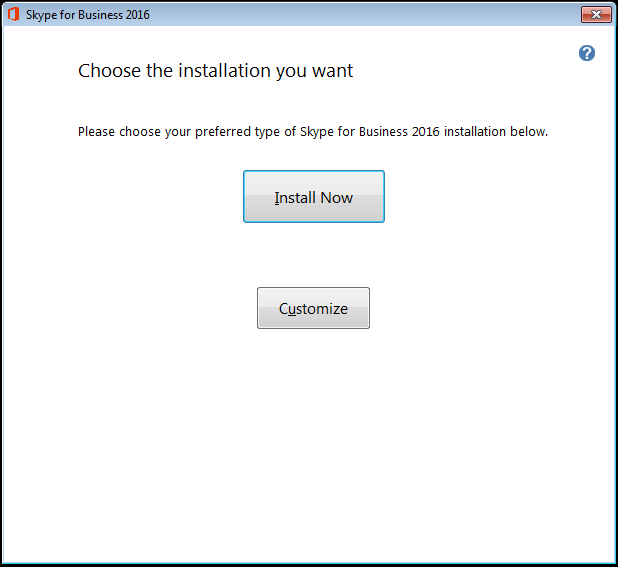 Skype for Business 2016
Choose the installation you want
Please choose your preferred type of Skype for Business 2016 installation below.
Install Now
Customize